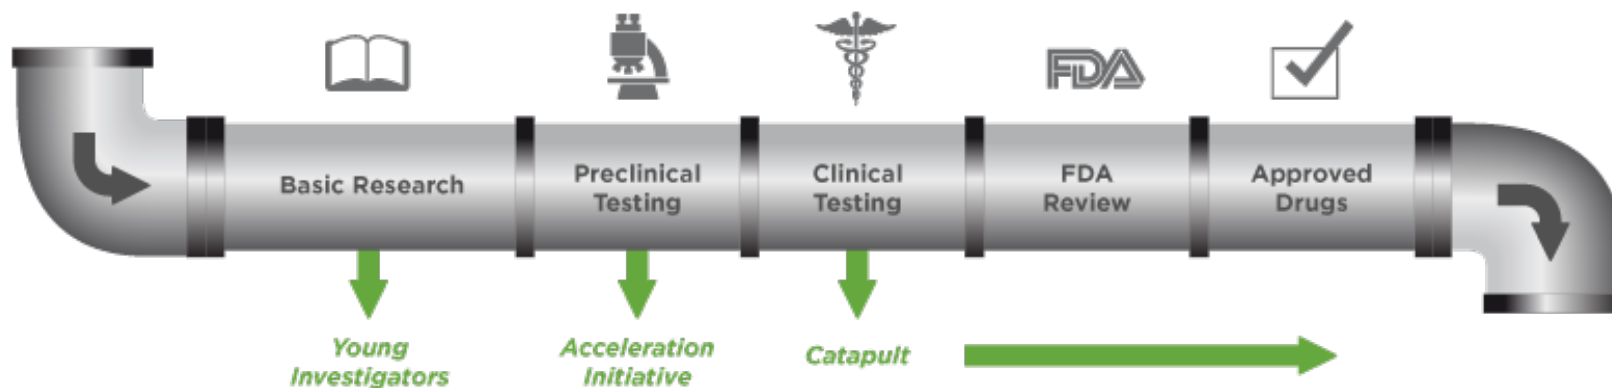 FDA
Basic Research
Preclinical
Testing
Clinical
Testing
FDA
Review
Approved
Drugs
Young
Investigators
Acceleration
Initiative
Catapult